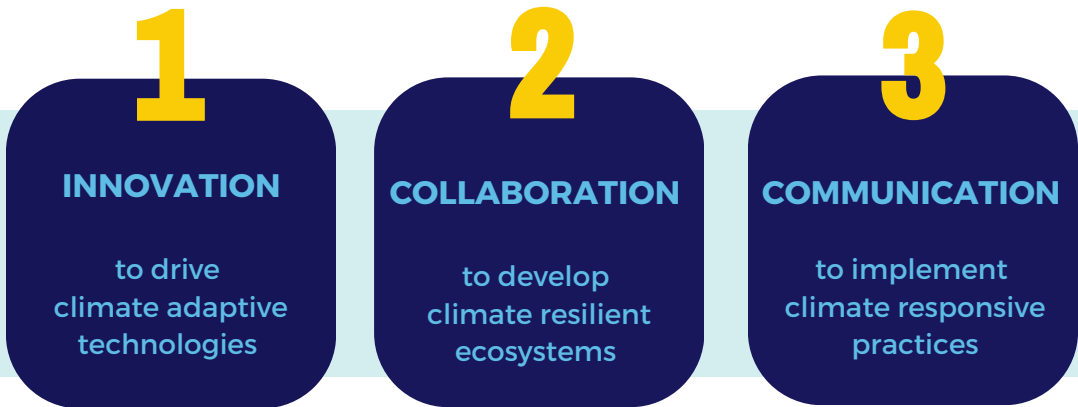 1
INNOVATION
to drive
climate adaptive
technologies
2
COLLABORATION
to develop
climate resilient
ecosystems
3
COMMUNICATION
to implement
climate responsive
practices